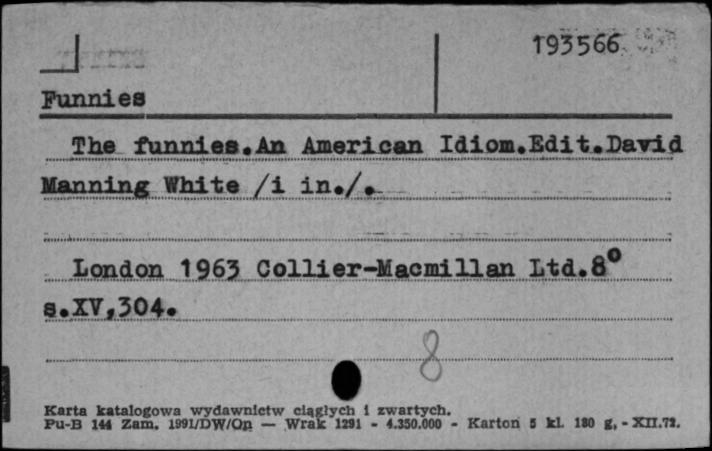 193566
Funnies
The funnies.An American Idiom.Edit.David
Manning White /i in./.
London 1963 Collier-Macmillan Ltd.8°
s.XV,304.
8
Karta katalogowa wydawnictw ciągłych i zwartych.
Pu-B 144 Zam. 1991/DW/Op — Wrak 1291 - 4.350.000 - Karton 5 kl. 180 g, - XII.72.